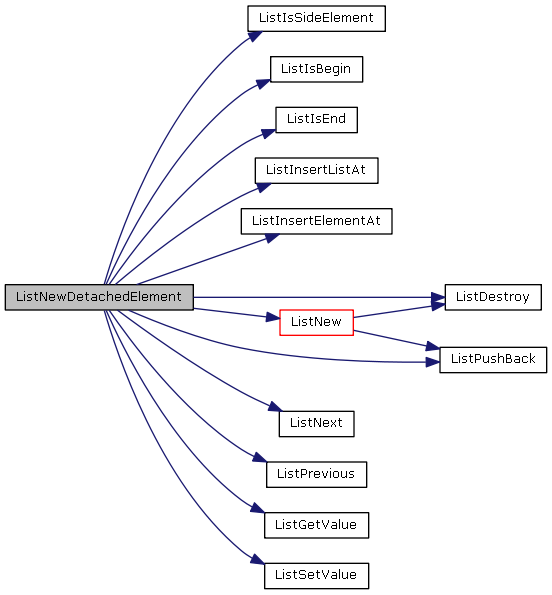 ListIsSideElement
ListIsBegin
ListIsEnd
ListInsertListAt
ListInsertElementAt
ListNewDetachedElement
ListDestroy
ListNew
ListPushBack
ListNext
ListPrevious
ListGetValue
ListSetValue